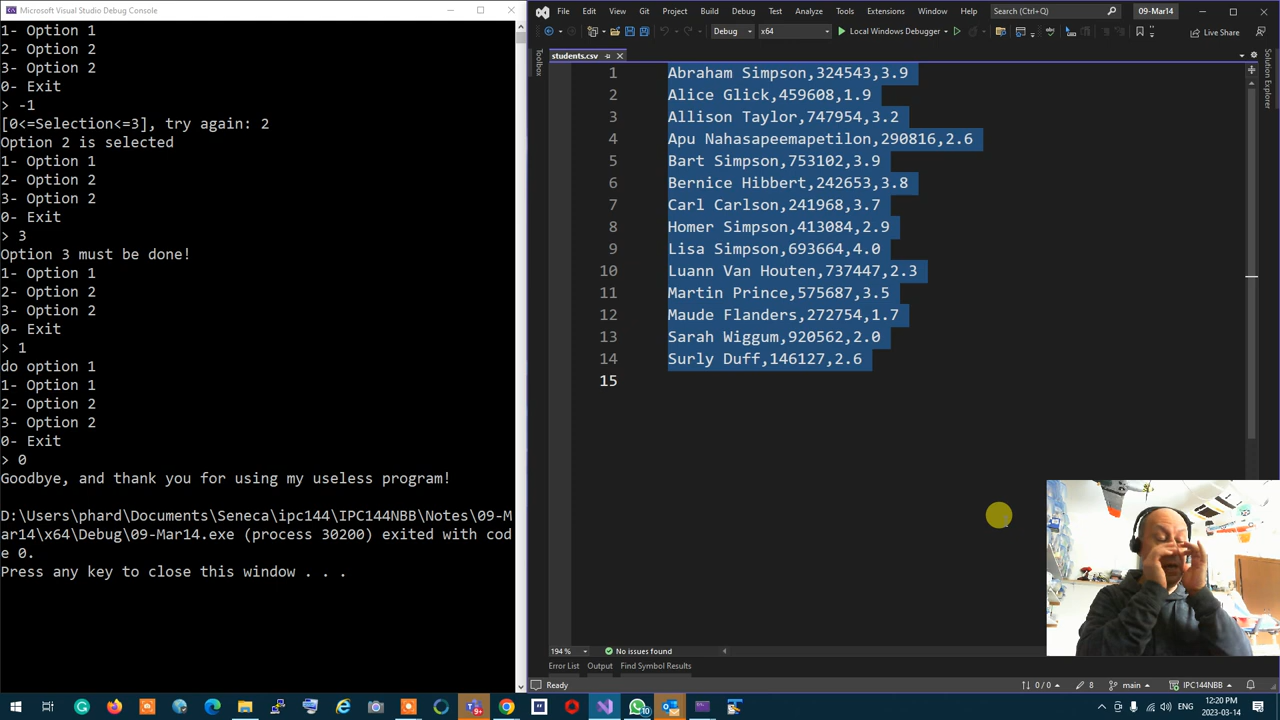 Microsoft Visual Studio Debug Console
1- Option 1
2- Option 2
3- Option 2
0- Exit
> -1
[0<=Selection<=3], try again: 2
Option 2 is selected
1- Option 1
2- Option 2
3- Option 2
0- Exit
> 3
Option 3 must be done!
1- Option 1
2- Option 2
3- Option 2
0- Exit
> 1
do option 1
1- Option 1
2- Option 2
3- Option 2
0- Exit
> 0
Goodbye, and thank you for using my useless program!
D:\Users\phard\Documents\Seneca\ipc144\IPC144NBB\Notes\09-M
ar14\x64\Debug\09-Mar14.exe (process 30200) exited with cod
e 0.
Press any key to close this window . . .
File Edit View Git Project Build Debug Test Analyze Tools Extensions Window Help Search (Ctrl+Q) 09-Mar14
Debug x64 Local Windows Debugger Live Share
students.csv
Toolbox
Solution Explorer
1 Abraham Simpson,324543,3.9
2 Alice Glick,459608,1.9
3 Allison Taylor,747954,3.2
4 Apu Nahasapeemapetilon,290816,2.6
5 Bart Simpson,753102,3.9
6 Bernice Hibbert,242653,3.8
7 Carl Carlson,241968,3.7
8 Homer Simpson,413084,2.9
9 Lisa Simpson,693664,4.0
10 Luann Van Houten,737447,2.3
11 Martin Prince,575687,3.5
12 Maude Flanders,272754,1.7
13 Sarah Wiggum,920562,2.0
14 Surly Duff,146127,2.6
15
194 % No issues found
Error List Output Find Symbol Results
Ready 0 / 0 8 main IPC144NBB
12:20 PM
2023-03-14